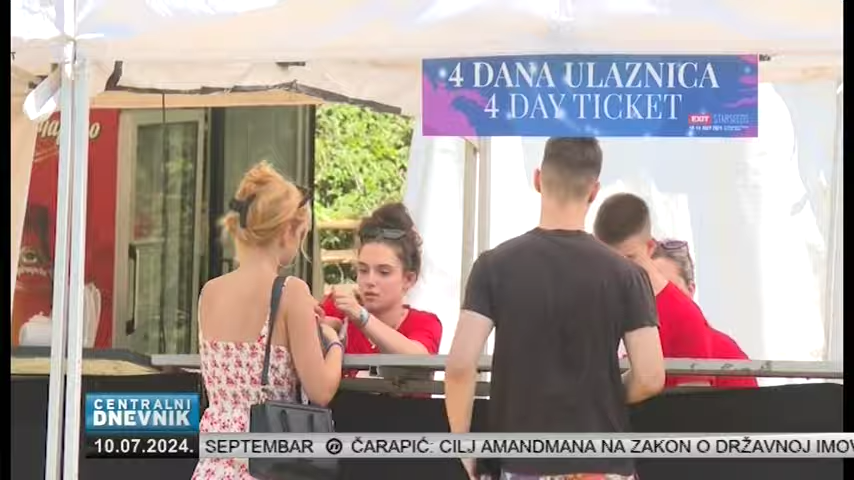 4 DANA ULAZNICA
4 DAY TICKET
EXIT STARSEEDS
CENTRALNI
DNEVNIK
10.07.2024. SEPTEMBAR @ ČARAPIĆ: CILJ AMANDMANA NA ZAKON O DRŽAVNOJ IMOV